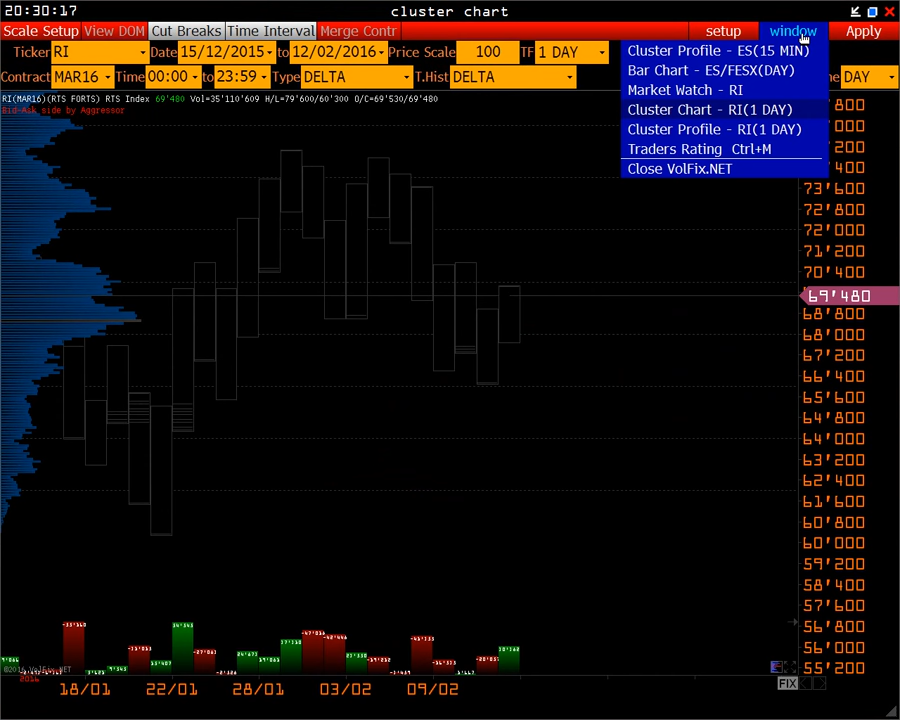 20:30:17 cluster chart
Scale Setup View DOM Cut Breaks Time Interval Merge Contr setup window Apply
Ticker RI Date 15/12/2015 to 12/02/2016 Price Scale 100 TF 1 DAY
Contract MAR16 Time 00:00 to 23:59 Type DELTA T.Hist DELTA me DAY
Cluster Profile - ES(15 MIN)
Bar Chart - ES/FESX(DAY)
Market Watch - RI
Cluster Chart - RI(1 DAY)
Cluster Profile - RI(1 DAY)
Traders Rating Ctrl+M
Close VolFix.NET
RI(MAR16)(RTS FORTS) RTS Index 69'480 Vol=35'110'609 H/L=79'600/60'300 O/C=69'530/69'480
Bid-Ask side by Aggressor
800
000
400
73'600
72'800
72'000
71'200
70'400
69'480
68'800
68'000
67'200
66'400
65'600
64'800
64'000
63'200
62'400
61'600
60'800
60'000
59'200
58'400
57'600
56'800
56'000
55'200
©2016 VolFix.NET
2016
18/01 22/01 28/01 03/02 09/02
FIX